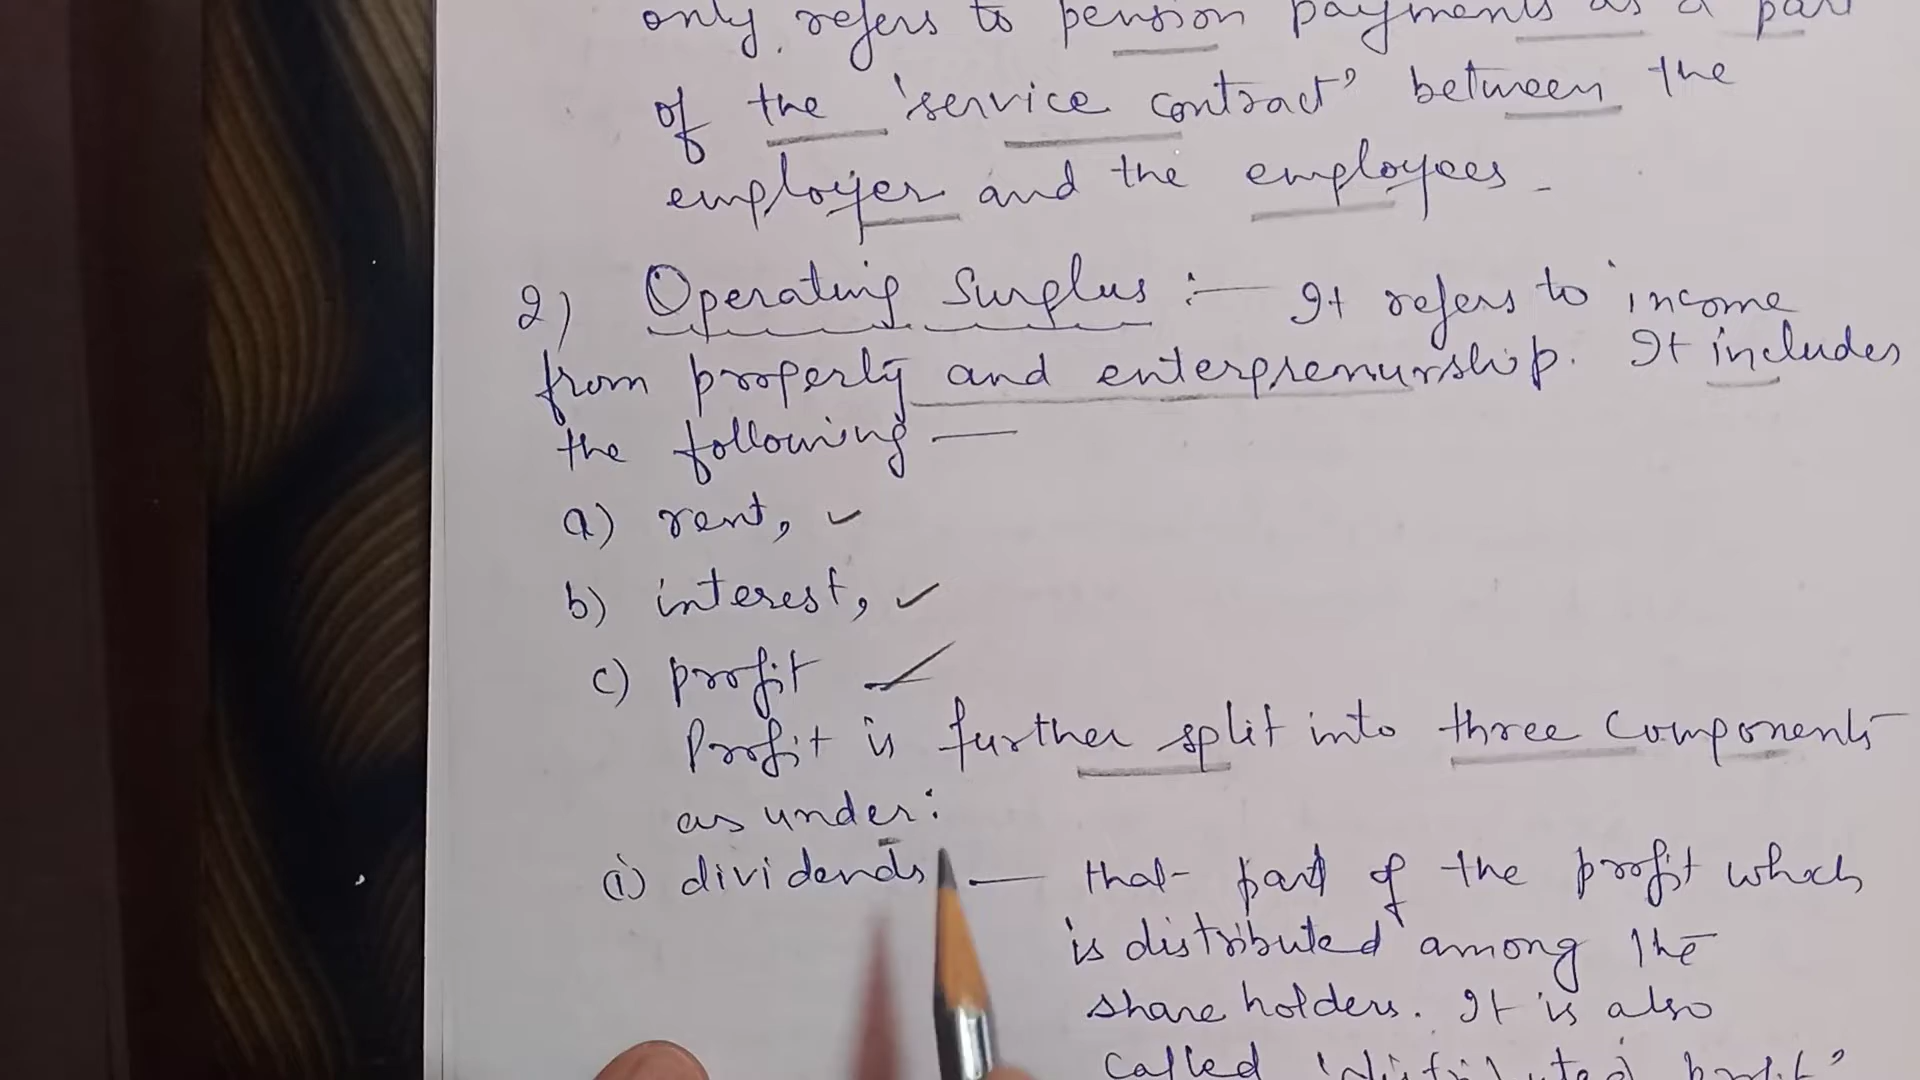 only refers to pension payments as a part
of the 'service contract' between the
employer and the employees.
2) Operating Surplus :— It refers to income
from property and enterprenurship. It includes
the following —
a) rent,
b) interest,
c) profit
Profit is further split into three components
as under:
(i) dividends — that part of the profit which
is distributed among the
share holders. It is also
called 'distributed profit'